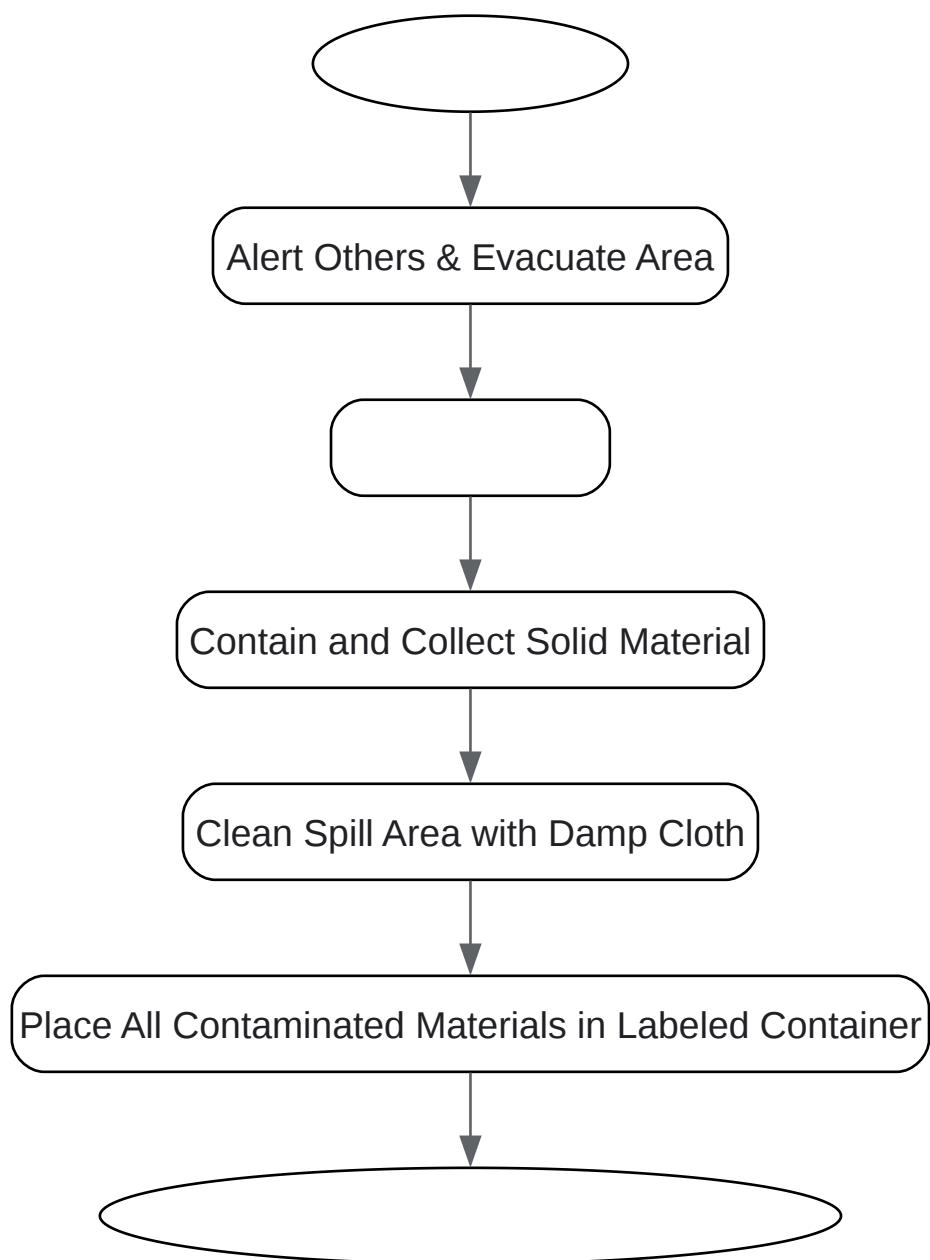 Alert Others & Evacuate Area
Contain and Collect Solid Material
Clean Spill Area with Damp Cloth
Place All Contaminated Materials in Labeled Container